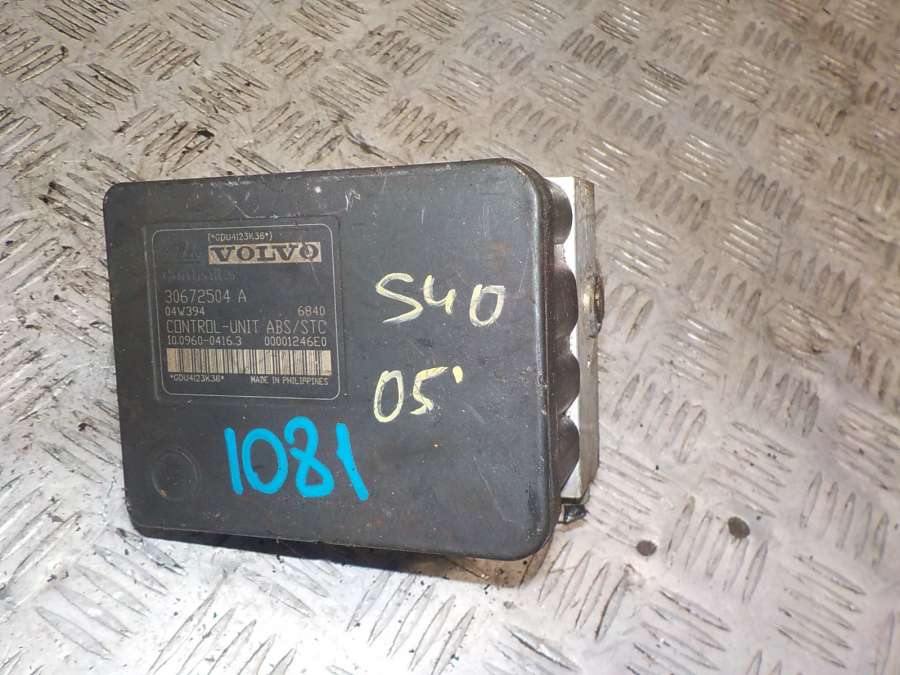 (*GDU4123K36*)
VOLVO
30672504 A
04W394 6840
CONTROL-UNIT ABS/STC
10.0960-0416.3 00001246E0
*GDU4123K36*
MADE IN PHILIPPINES
S40
05'
1081